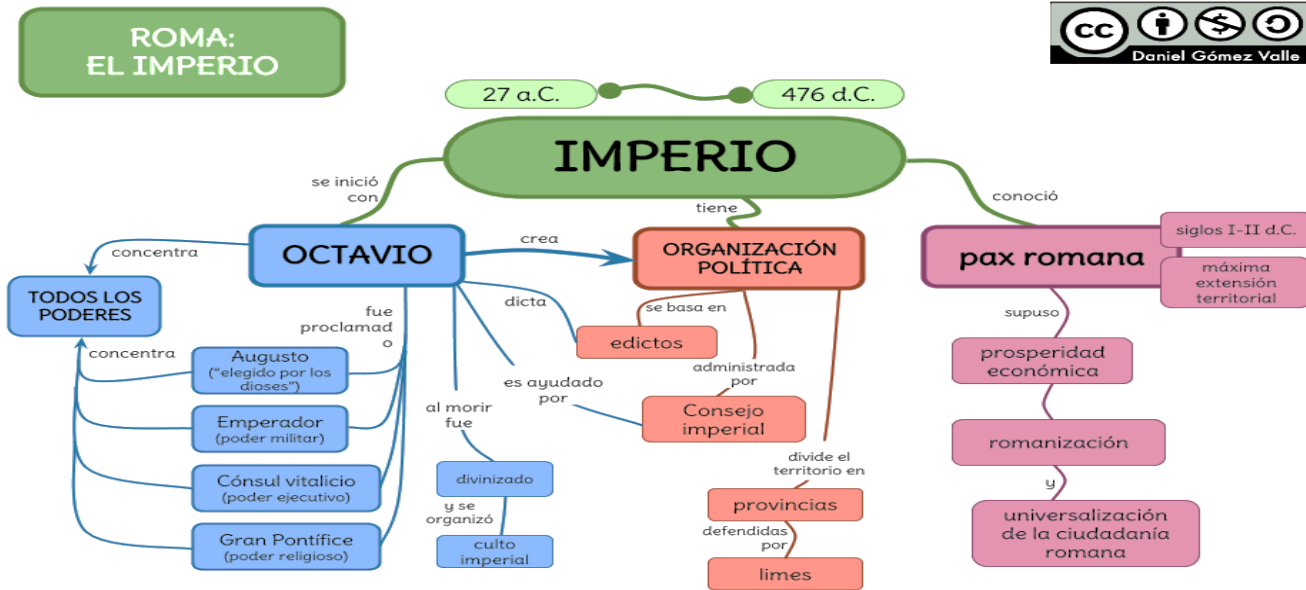 ROMA:
EL IMPERIO
cc
Daniel Gómez Valle
27 a.C.
476 d.C.
IMPERIO
se inició
con
tiene
conoció
OCTAVIO
crea
ORGANIZACIÓN
POLÍTICA
pax romana
siglos I-II d.C.
máxima
extensión
territorial
concentra
TODOS LOS
PODERES
concentra
fue
proclamad
o
Augusto
("elegido por los
dioses")
Emperador
(poder militar)
Cónsul vitalicio
(poder ejecutivo)
Gran Pontífice
(poder religioso)
al morir
fue
divinizado
y se
organizó
culto
imperial
dicta
es ayudado
por
se basa en
edictos
administrada
por
Consejo
imperial
divide el
territorio en
provincias
defendidas
por
limes
supuso
prosperidad
económica
romanización
y
universalización
de la ciudadanía
romana